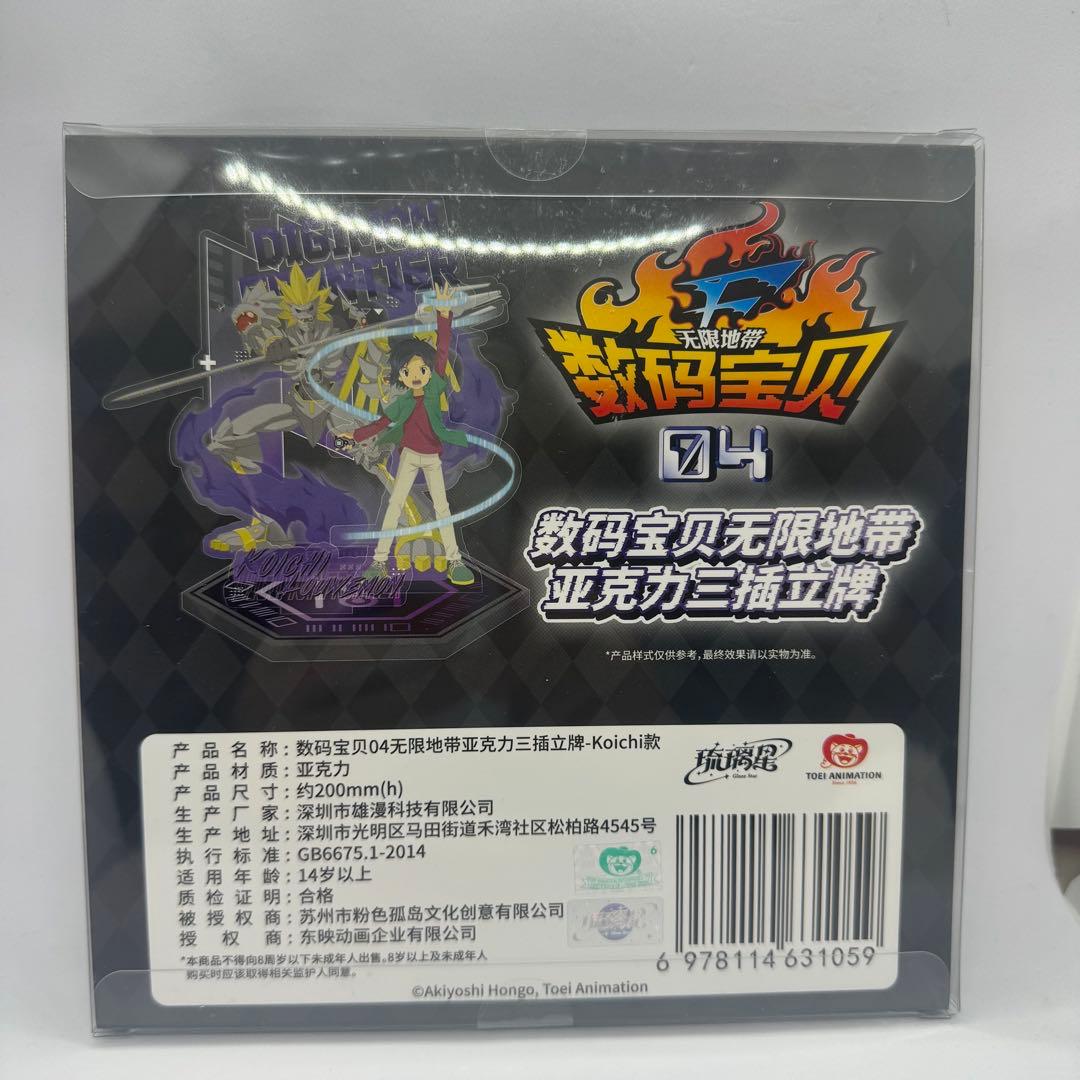 DIGIMON
FRONTIER
KOICHI
F
无限地带
数码宝贝
04
数码宝贝无限地带
亚克力三插立牌
*产品样式仅供参考,最终效果请以实物为准。
产品名称:数码宝贝04无限地带亚克力三插立牌-Koichi款
产品材质:亚克力
产品尺寸:约200mm(h)
生产厂家:深圳市雄漫科技有限公司
生产地址:深圳市光明区马田街道禾湾社区松柏路4545号
执行标准:GB6675.1-2014
适用年龄:14岁以上
质检证明:合格
被授权商:苏州市粉色孤岛文化创意有限公司
授权商:东映动画企业有限公司
*本商品不得向8周岁以下未成年人出售。8岁以上及未成年人
购买时应该取得相关监护人同意。
琉璃星
Glaze Star
TOEI ANIMATION
Since 1956
6
6 978114 631059
©Akiyoshi Hongo, Toei Animation